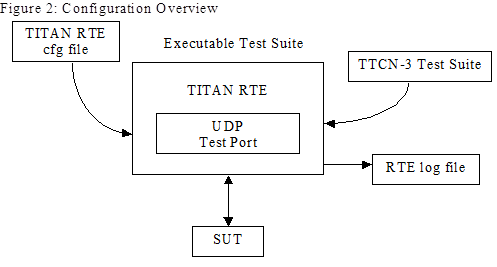 Figure 2: Configuration Overview
TITAN RTE
cfg file
Executable Test Suite
TTCN-3 Test Suite
TITAN RTE
UDP
Test Port
RTE log file
SUT